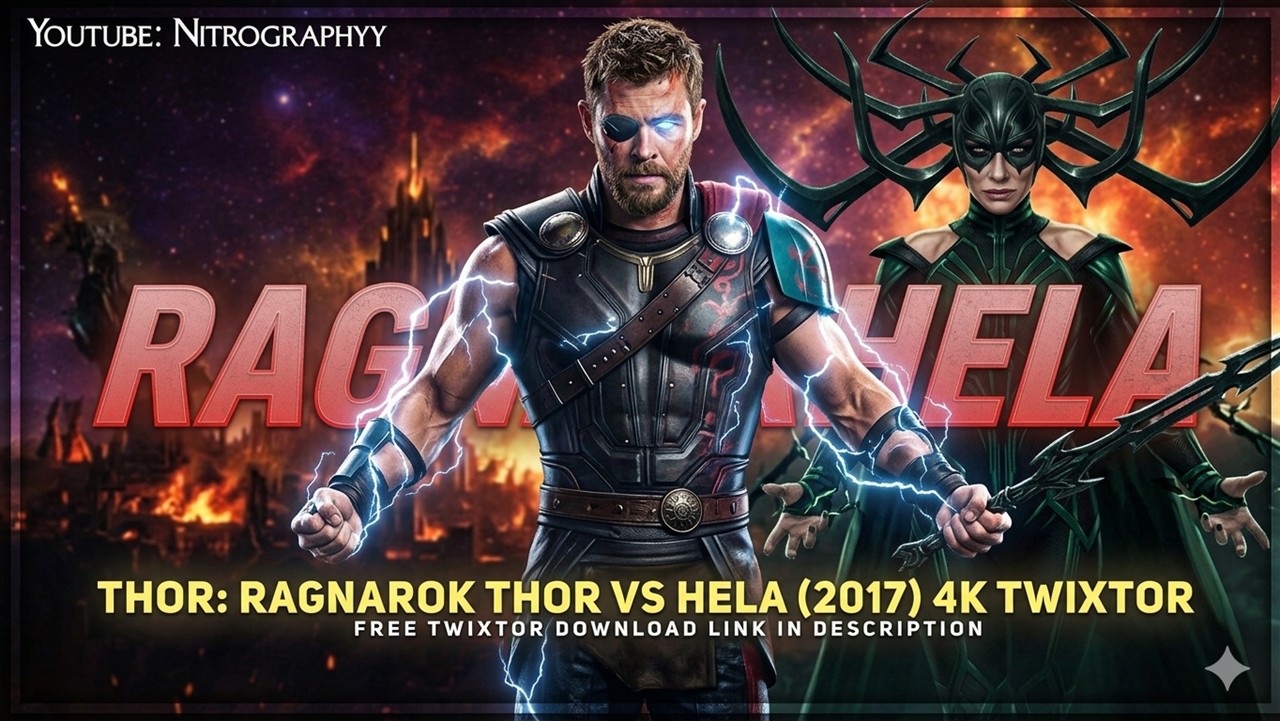 YOUTUBE: NITROGRAPHYY
RAG HELA
THOR: RAGNAROK THOR VS HELA (2017) 4K TWIXTOR
FREE TWIXTOR DOWNLOAD LINK IN DESCRIPTION